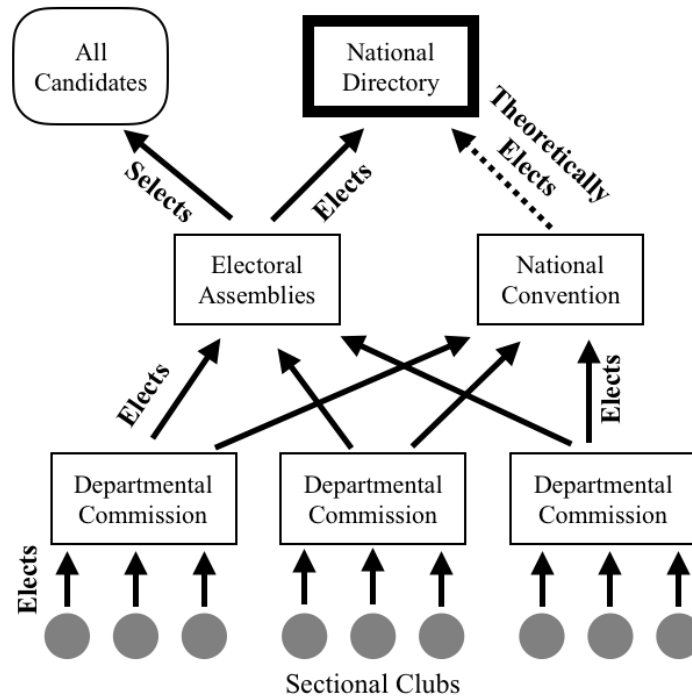 All
Candidates
National
Directory
Theoretically
Elects
Selects
Elects
Electoral
Assemblies
National
Convention
Elects
Elects
Departmental
Commission
Departmental
Commission
Departmental
Commission
Elects
Sectional Clubs